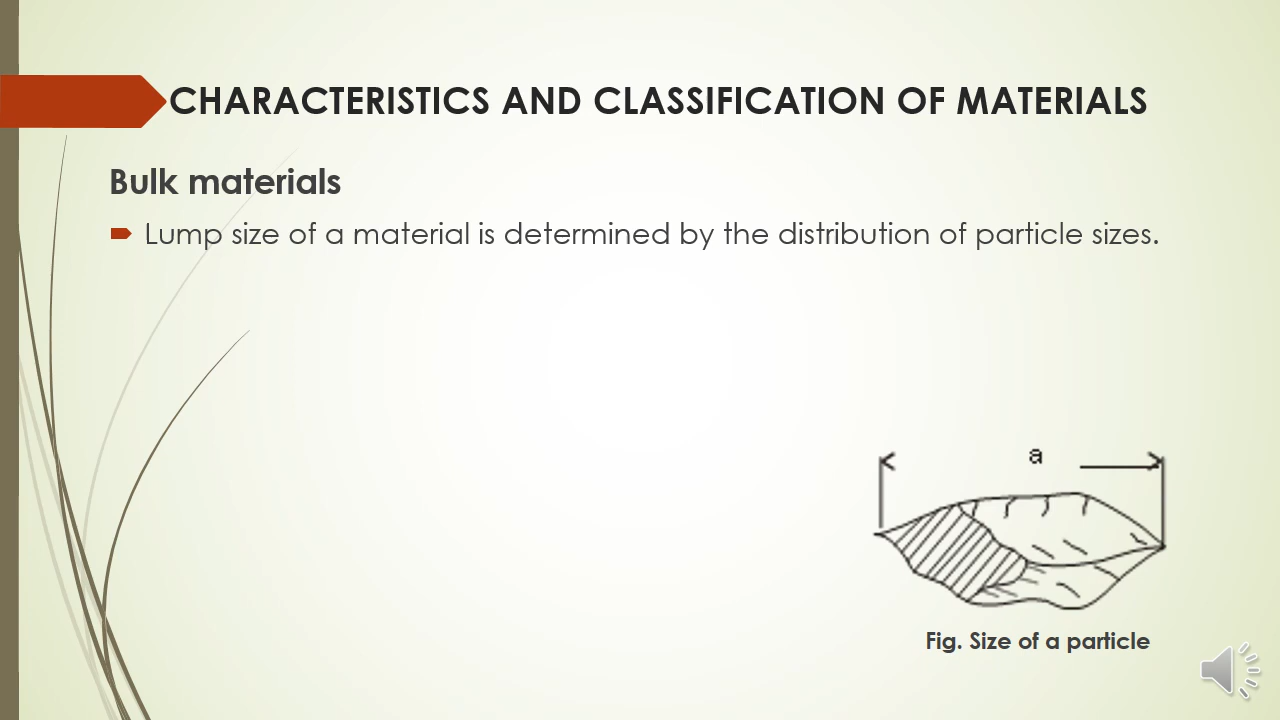 CHARACTERISTICS AND CLASSIFICATION OF MATERIALS
Bulk materials
Lump size of a material is determined by the distribution of particle sizes.
a
Fig. Size of a particle